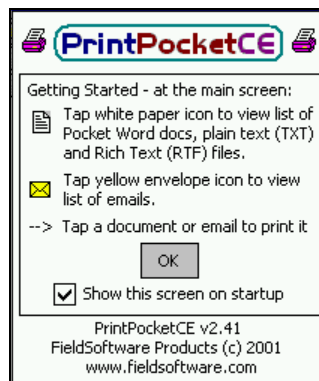 PrintPocketCE
Getting Started - at the main screen:
Tap white paper icon to view list of
Pocket Word docs, plain text (TXT)
and Rich Text (RTF) files.
Tap yellow envelope icon to view
list of emails.
--> Tap a document or email to print it
OK
Show this screen on startup
PrintPocketCE v2.41
FieldSoftware Products (c) 2001
www.fieldsoftware.com